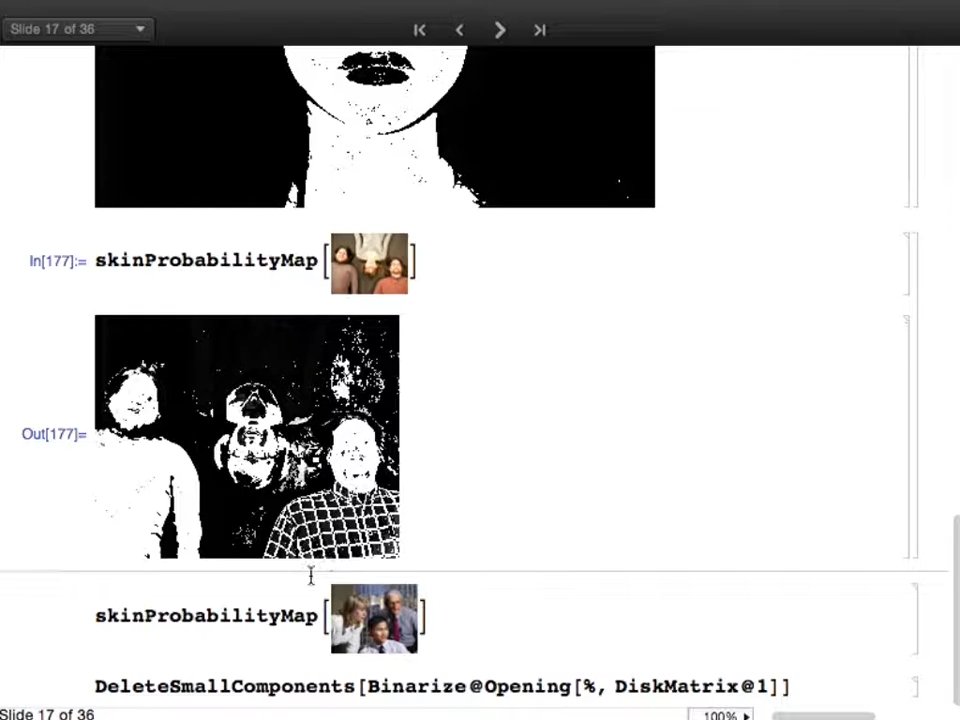 Slide 17 of 36
In[177]:= skinProbabilityMap[ ]
Out[177]=
skinProbabilityMap[ ]
DeleteSmallComponents[Binarize@Opening[%, DiskMatrix@1]]
Slide 17 of 36 100%